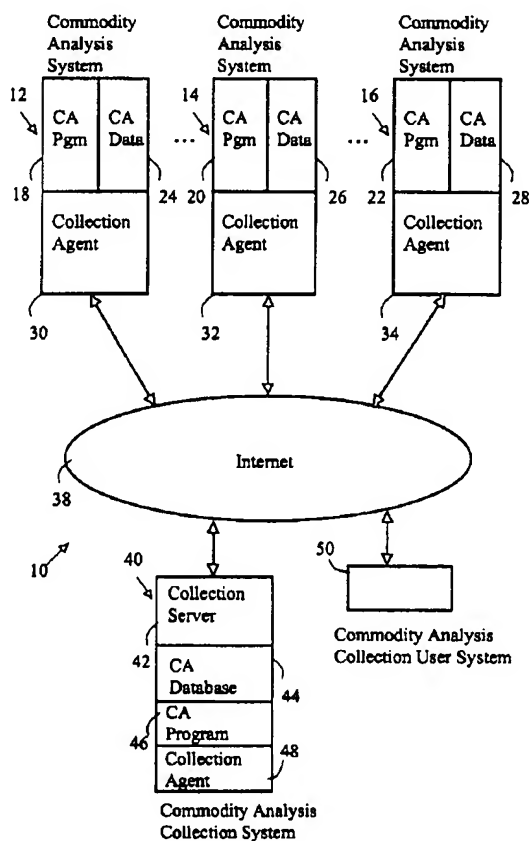 Commodity
Analysis
System
Commodity
Analysis
System
Commodity
Analysis
System
12
CA
Pgm
CA
Data
...
14
CA
Pgm
CA
Data
...
16
CA
Pgm
CA
Data
18
24
20
26
22
28
Collection
Agent
Collection
Agent
Collection
Agent
30
32
34
Internet
38
10
40
Collection
Server
50
42
CA
Database
44
Commodity Analysis
Collection User System
46
CA
Program
Collection
Agent
48
Commodity Analysis
Collection System